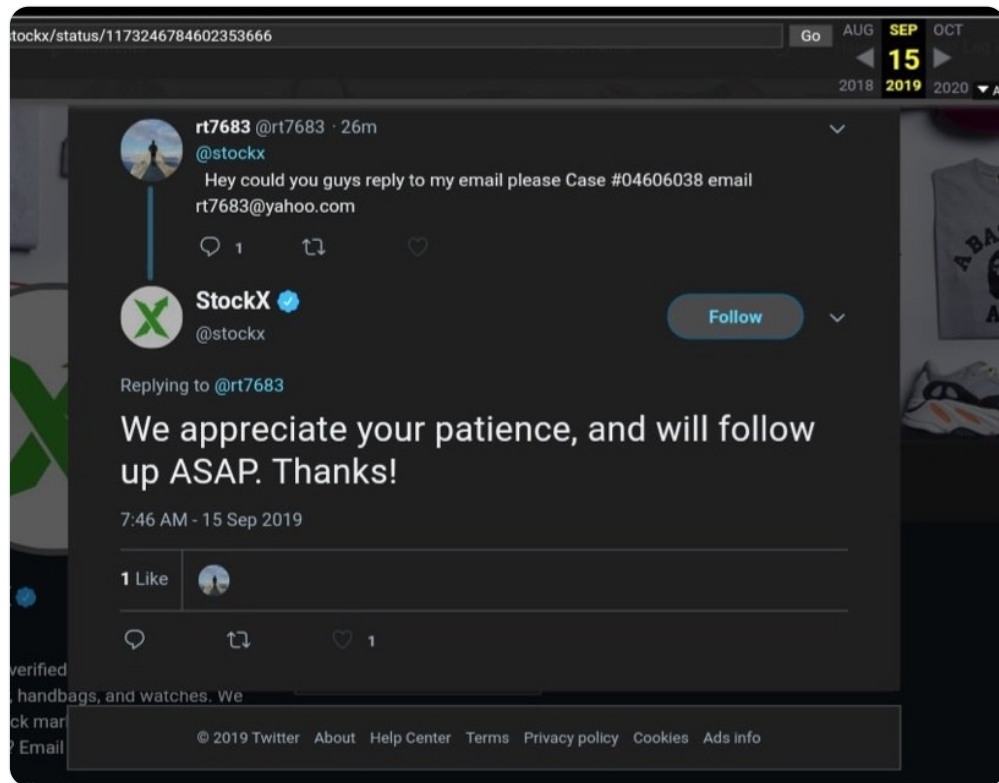 tockx/status/1173246784602353666
Go
AUG SEP OCT
15
2018 2019 2020
rt7683 @rt7683 · 26m
@stockx
Hey could you guys reply to my email please Case #04606038 email
rt7683@yahoo.com
1
StockX
@stockx
Follow
Replying to @rt7683
We appreciate your patience, and will follow
up ASAP. Thanks!
7:46 AM - 15 Sep 2019
1 Like
1
verified
, handbags, and watches. We
ck mar
? Email
A BA
A
© 2019 Twitter About Help Center Terms Privacy policy Cookies Ads info